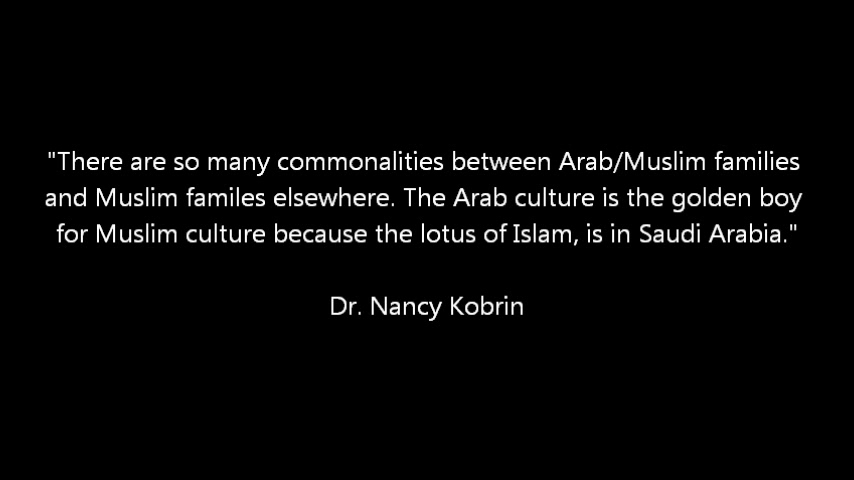 "There are so many commonalities between Arab/Muslim families
and Muslim familes elsewhere. The Arab culture is the golden boy
for Muslim culture because the lotus of Islam, is in Saudi Arabia."
Dr. Nancy Kobrin